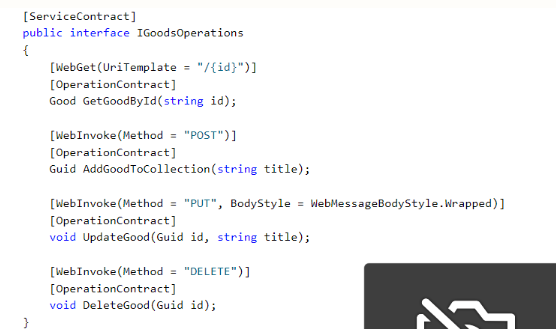 [ServiceContract]
public interface IGoodsOperations
{
[WebGet(UriTemplate = "/{id}")]
[OperationContract]
Good GetGoodById(string id);
[WebInvoke(Method = "POST")]
[OperationContract]
Guid AddGoodToCollection(string title);
[WebInvoke(Method = "PUT", BodyStyle = WebMessageBodyStyle.Wrapped)]
[OperationContract]
void UpdateGood(Guid id, string title);
[WebInvoke(Method = "DELETE")]
[OperationContract]
void DeleteGood(Guid id);
}